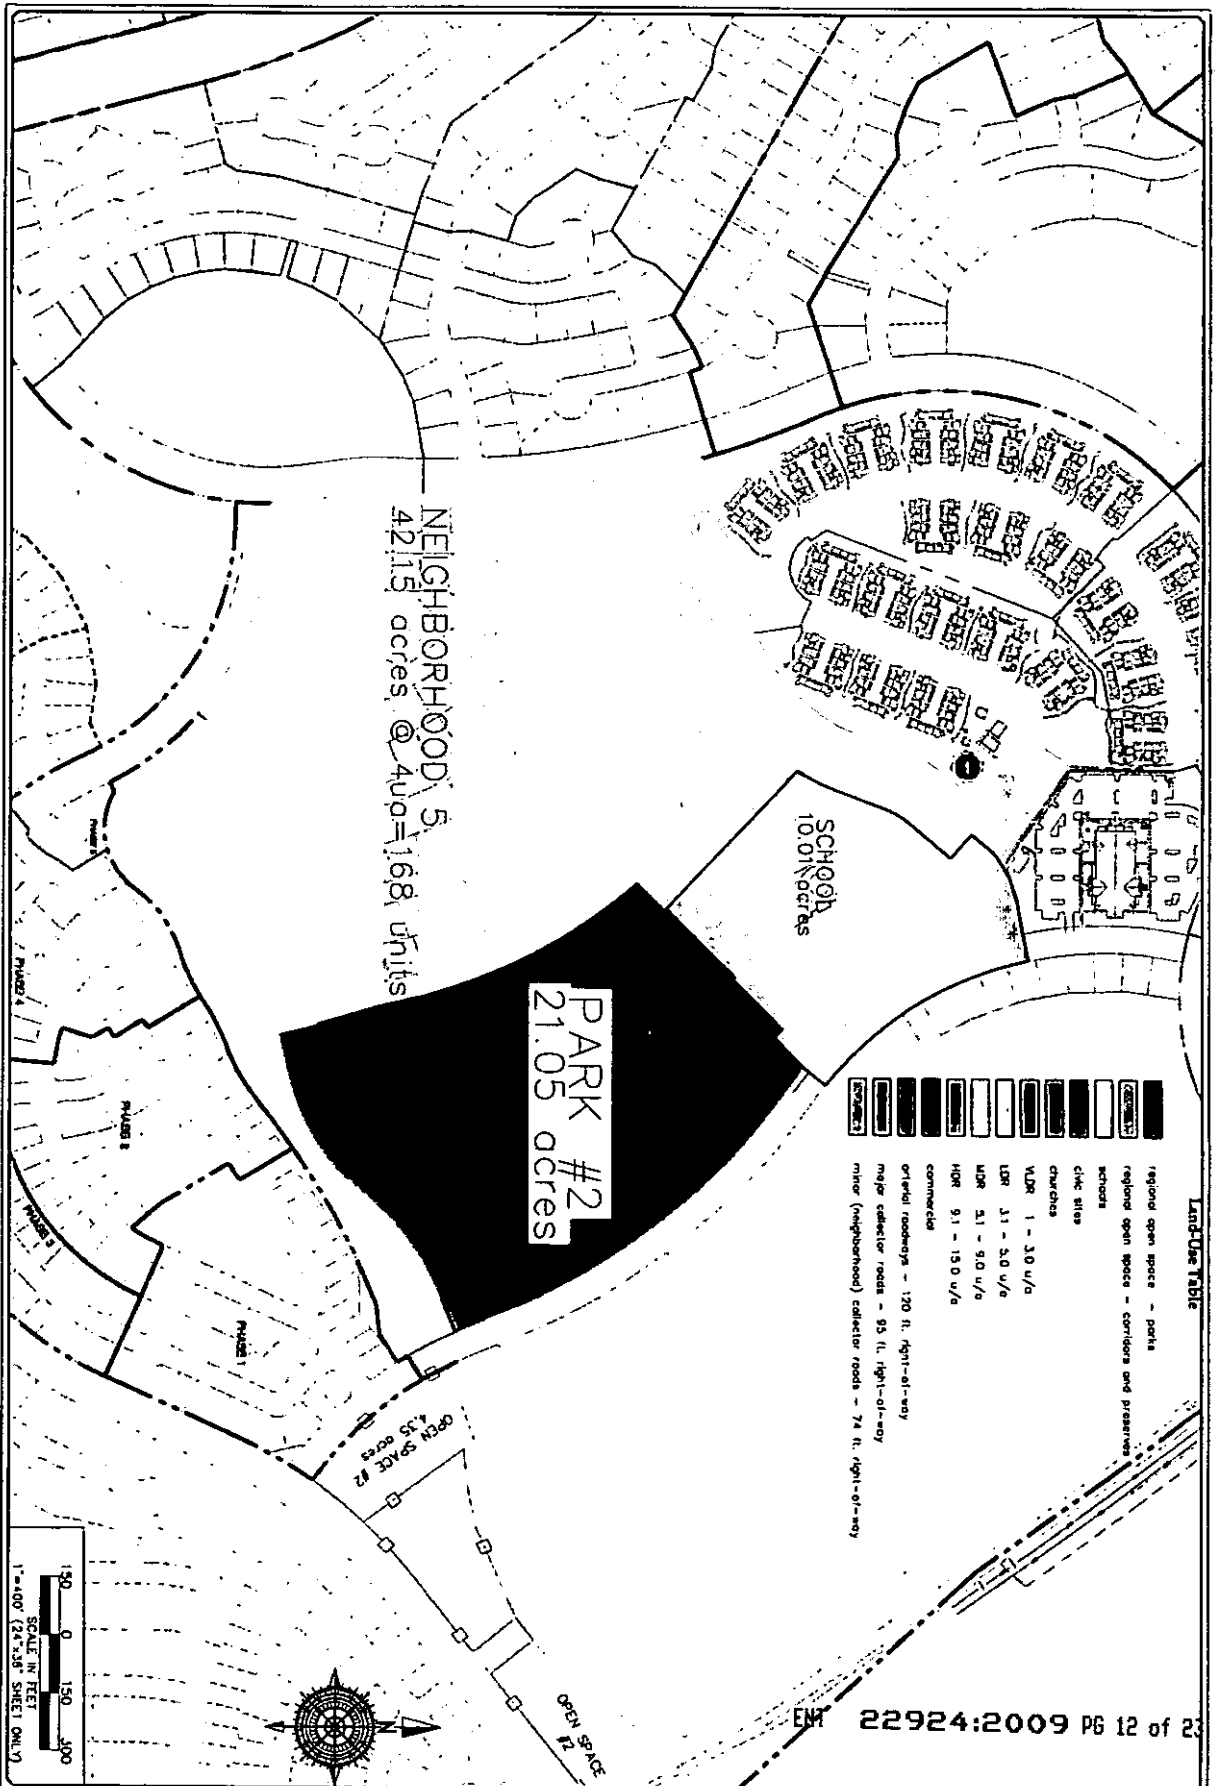 Land-Use Table
regional open space - parks
regional open space - corridors and preserves
schools
civic sites
churches
VLDR 1 - 3.0 u/a
LDR 3.1 - 5.0 u/a
MDR 5.1 - 9.0 u/a
HDR 9.1 - 15.0 u/a
commercial
arterial roadways - 120 ft. right-of-way
major collector roads - 95 ft. right-of-way
minor (neighborhood) collector roads - 74 ft. right-of-way
SCHOOL
10.01 acres
PARK #2
21.05 acres
NEIGHBORHOOD 5
42.15 acres @ 4ua=168 units
OPEN SPACE #2
4.35 acres
OPEN SPACE
#2
PHASE 1
PHASE 2
PHASE 3
PHASE 4
N
150 0 150 300
SCALE IN FEET
1"=400' (24"x36" SHEET ONLY)
ENT 22924:2009 PG 12 of 23